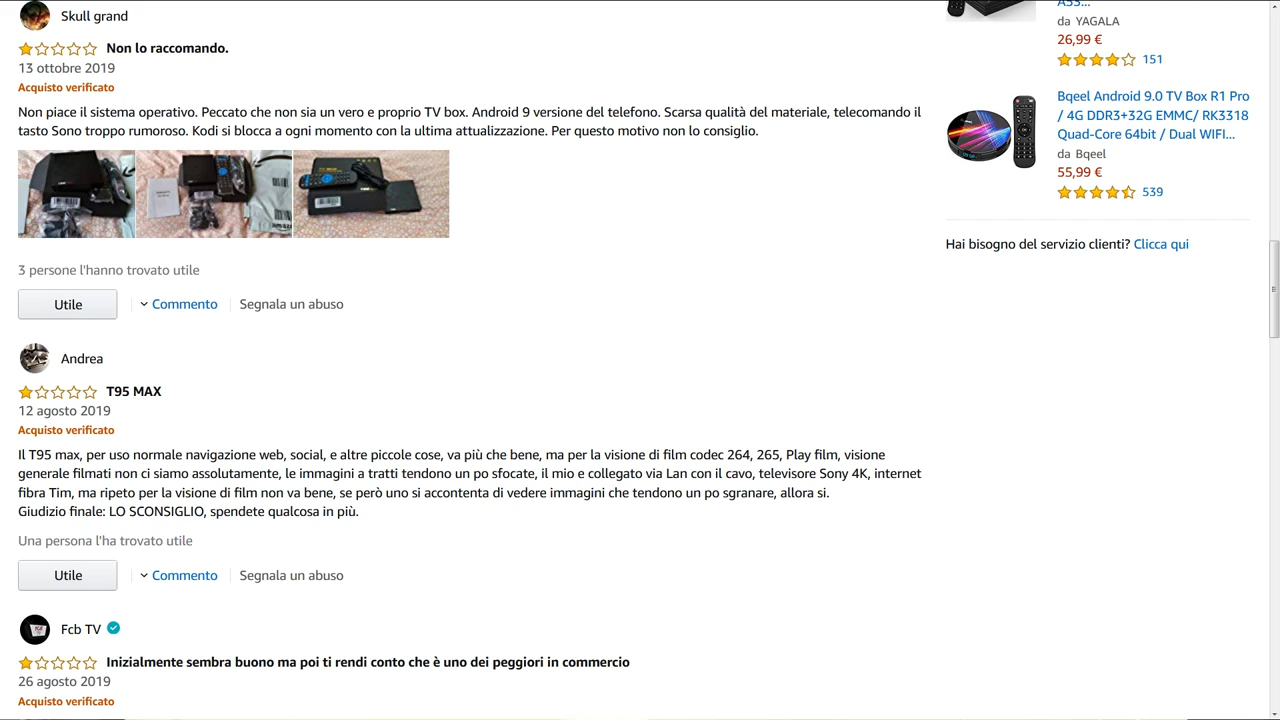 Skull grand
Non lo raccomando.
13 ottobre 2019
Acquisto verificato
Non piace il sistema operativo. Peccato che non sia un vero e proprio TV box. Android 9 versione del telefono. Scarsa qualità del materiale, telecomando il
tasto Sono troppo rumoroso. Kodi si blocca a ogni momento con la ultima attualizzazione. Per questo motivo non lo consiglio.
3 persone l'hanno trovato utile
Utile
Commento
Segnala un abuso
Andrea
T95 MAX
12 agosto 2019
Acquisto verificato
Il T95 max, per uso normale navigazione web, social, e altre piccole cose, va più che bene, ma per la visione di film codec 264, 265, Play film, visione
generale filmati non ci siamo assolutamente, le immagini a tratti tendono un po sfocate, il mio e collegato via Lan con il cavo, televisore Sony 4K, internet
fibra Tim, ma ripeto per la visione di film non va bene, se però uno si accontenta di vedere immagini che tendono un po sgranare, allora si.
Giudizio finale: LO SCONSIGLIO, spendete qualcosa in più.
Una persona l'ha trovato utile
Utile
Commento
Segnala un abuso
Fcb TV
Inizialmente sembra buono ma poi ti rendi conto che è uno dei peggiori in commercio
26 agosto 2019
Acquisto verificato
A53...
da YAGALA
26,99 €
151
Bqeel Android 9.0 TV Box R1 Pro
/ 4G DDR3+32G EMMC/ RK3318
Quad-Core 64bit / Dual WIFI...
da Bqeel
55,99 €
539
Hai bisogno del servizio clienti? Clicca qui